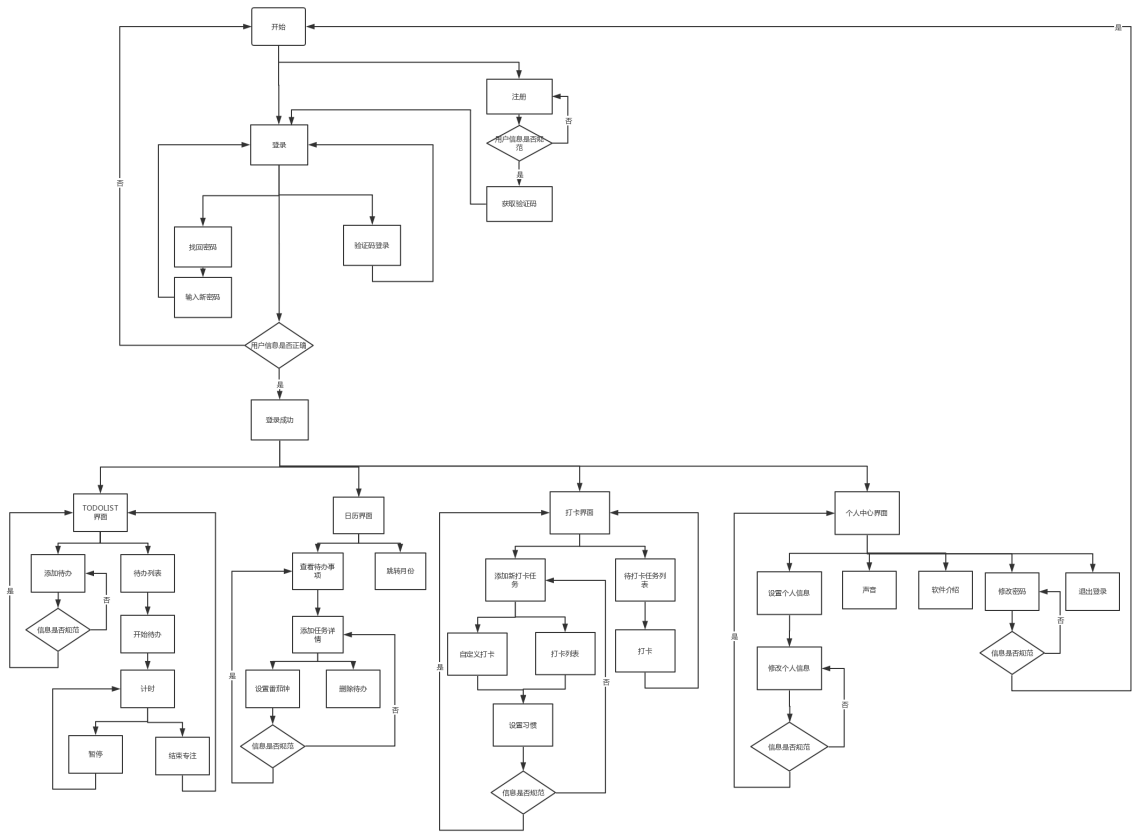 开始
是
注册
否
用户信息是否规
范
登录
是
否
获取验证码
找回密码
验证码登录
输入新密码
用户信息是否正确
是
登录成功
TODOLIST
界面
日历界面
打卡界面
个人中心界面
添加待办
待办列表
查看待办事
项
跳转月份
添加新打卡任
务
待打卡任务列
表
设置个人信息
声音
软件介绍
修改密码
退出登录
是
否
信息是否规范
开始待办
添加任务详
情
自定义打卡
打卡列表
打卡
是
修改个人信息
否
信息是否规范
计时
是
设置番茄钟
删除待办
否
是
否
设置习惯
否
暂停
结束专注
信息是否规范
信息是否规范
信息是否规范